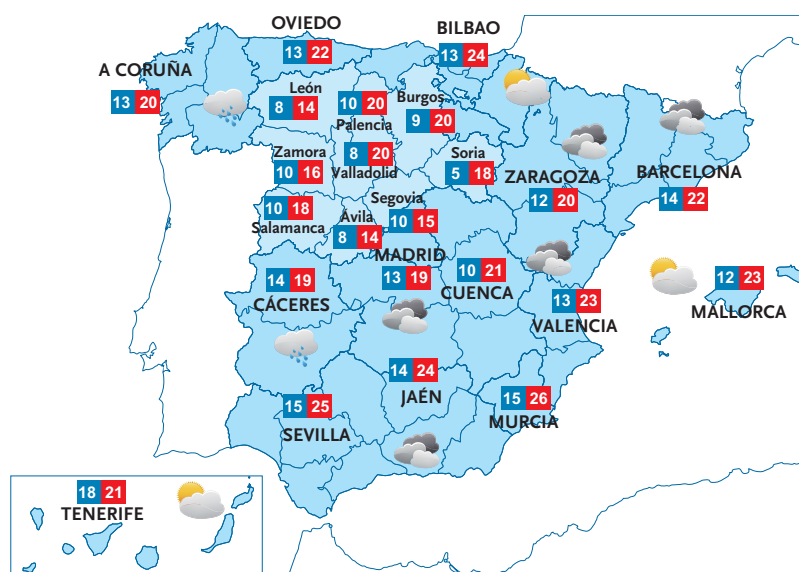 OVIEDO
13 22
BILBAO
13 24
A CORUÑA
13 20
León
8 14
10 20
Palencia
Burgos
9 20
Zamora
10 16
8 20
Valladolid
Soria
5 18
ZARAGOZA
12 20
BARCELONA
14 22
10 18
Salamanca
Ávila
8 14
Segovia
10 15
MADRID
13 19
10 21
CUENCA
14 19
CÁCERES
13 23
VALENCIA
12 23
MALLORCA
14 24
JAÉN
15 25
SEVILLA
15 26
MURCIA
18 21
TENERIFE